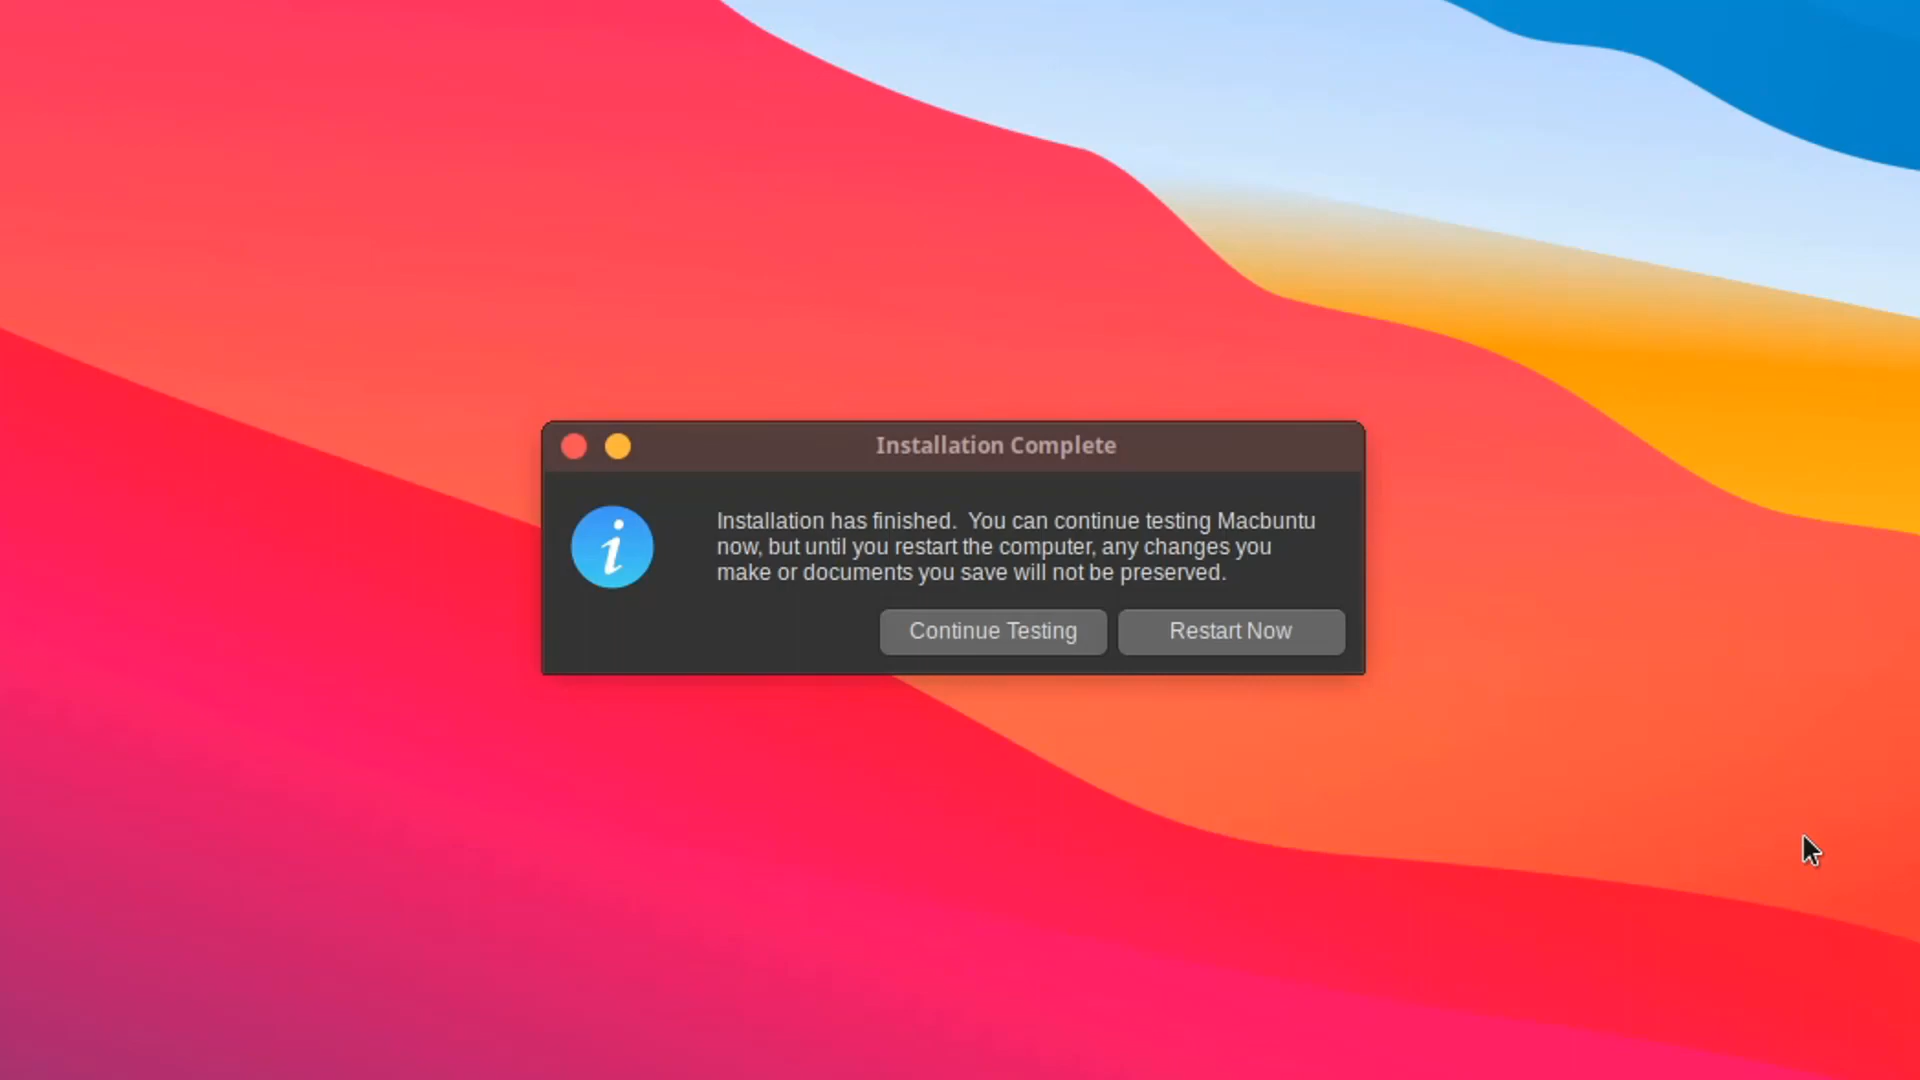 Installation Complete
Installation has finished.  You can continue testing Macbuntu
now, but until you restart the computer, any changes you
make or documents you save will not be preserved.
Continue Testing
Restart Now